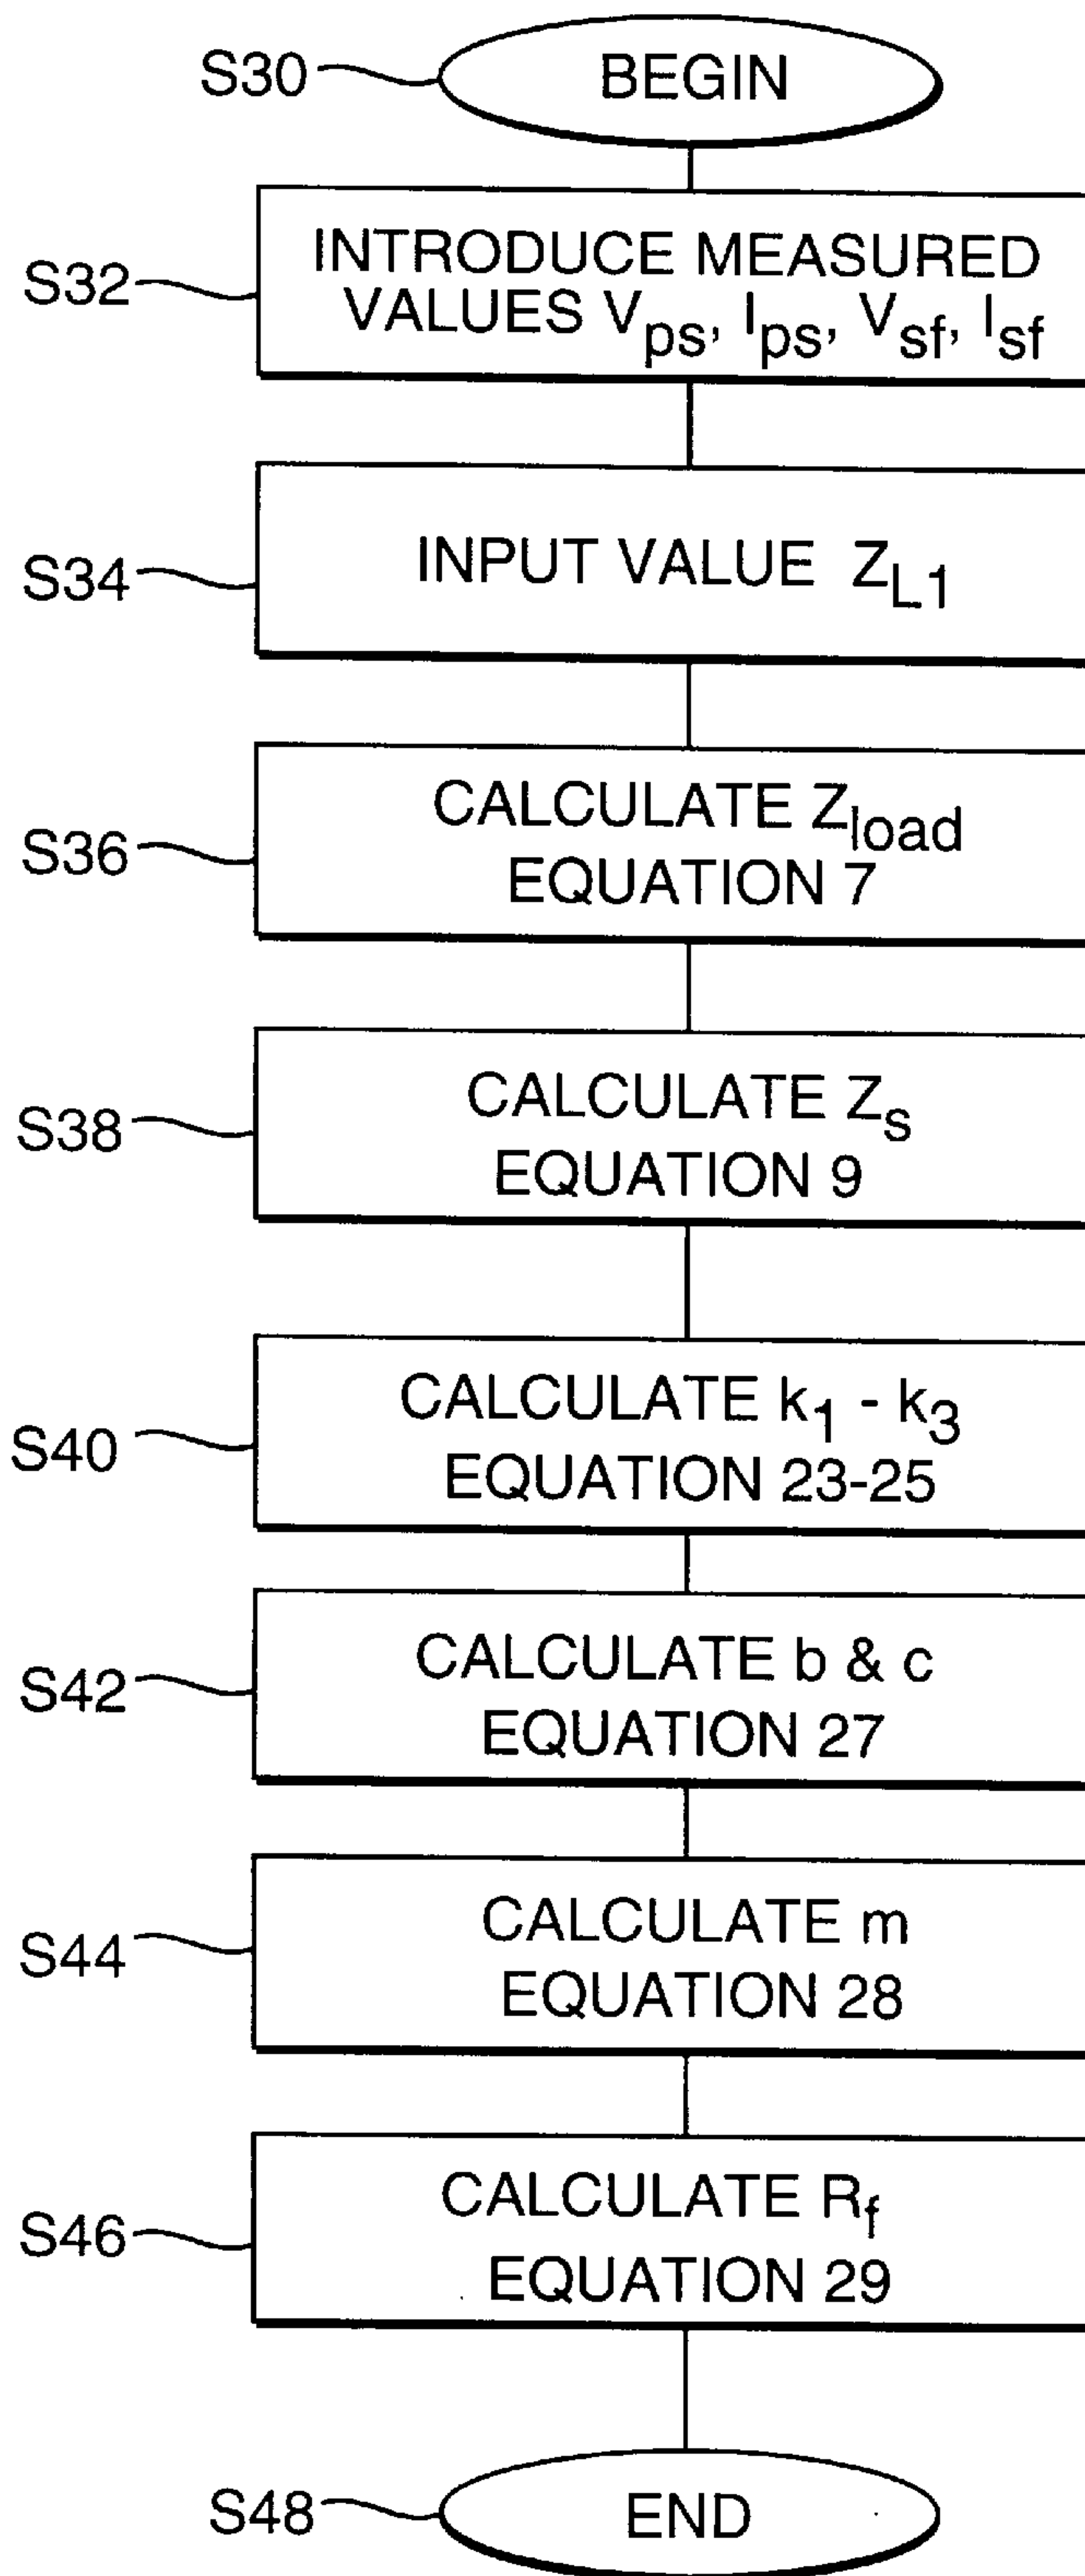 S30 BEGIN
S32 INTRODUCE MEASURED
VALUES Vps, Ips, Vsf, Isf
S34 INPUT VALUE ZL1
S36 CALCULATE Zload
EQUATION 7
S38 CALCULATE Zs
EQUATION 9
S40 CALCULATE k1 - k3
EQUATION 23-25
S42 CALCULATE b & c
EQUATION 27
S44 CALCULATE m
EQUATION 28
S46 CALCULATE Rf
EQUATION 29
S48 END